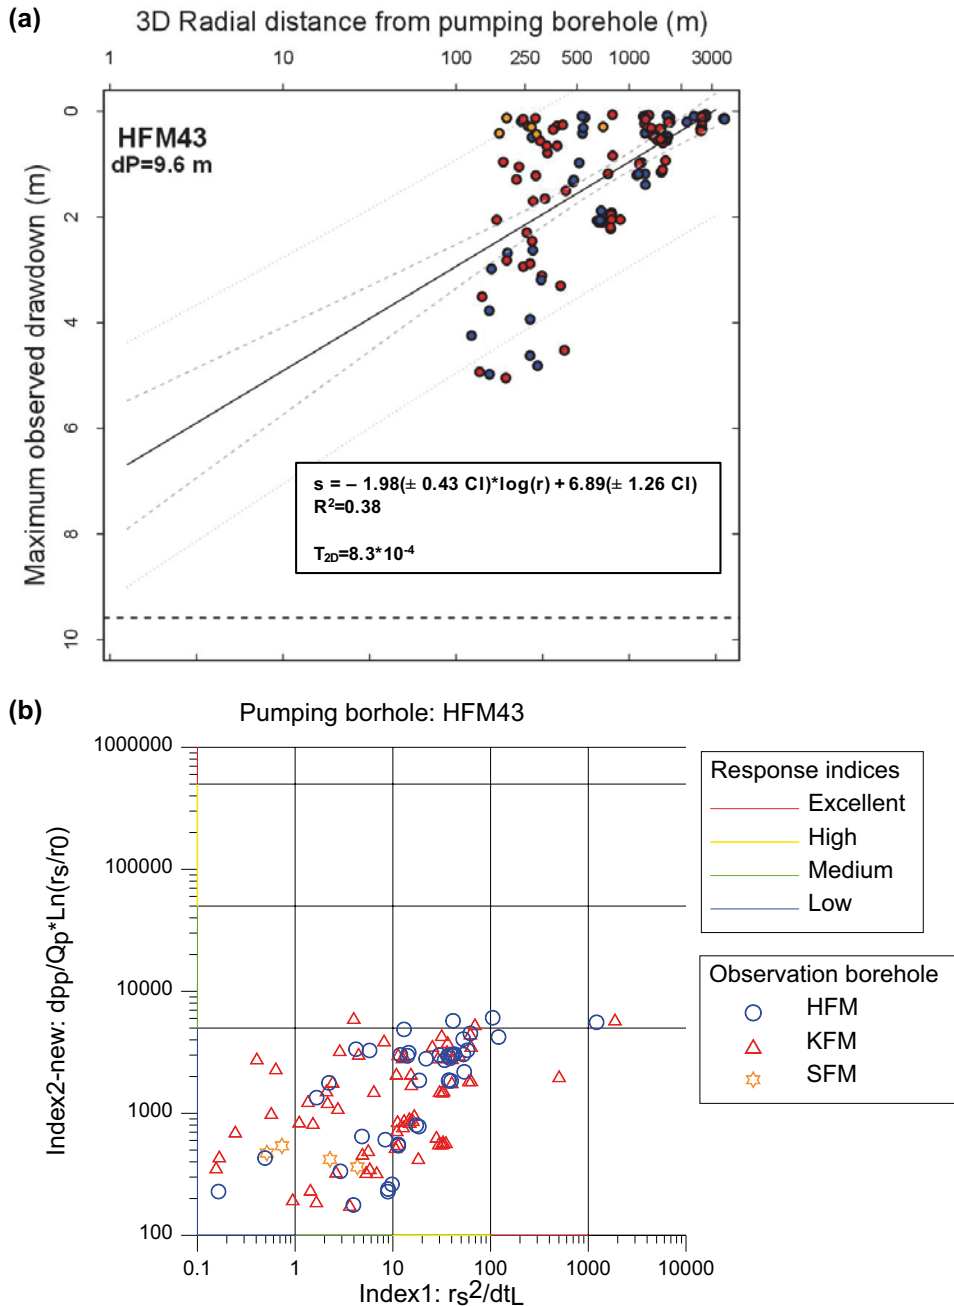 (a)
3D Radial distance from pumping borehole (m)
1 10 100 250 500 1000 3000
HFM43
dP=9.6 m
Maximum observed drawdown (m)
0
2
4
6
8
10
s = – 1.98(± 0.43 CI)*log(r) + 6.89(± 1.26 CI)
R²=0.38
T2D=8.3*10⁻⁴
(b)
Pumping borhole: HFM43
Index2-new: dpp/Qp*Ln(rs/r0)
1000000
100000
10000
1000
100
0.1 1 10 100 1000 10000
Index1: rs²/dtL
Response indices
Excellent
High
Medium
Low
Observation borehole
HFM
KFM
SFM